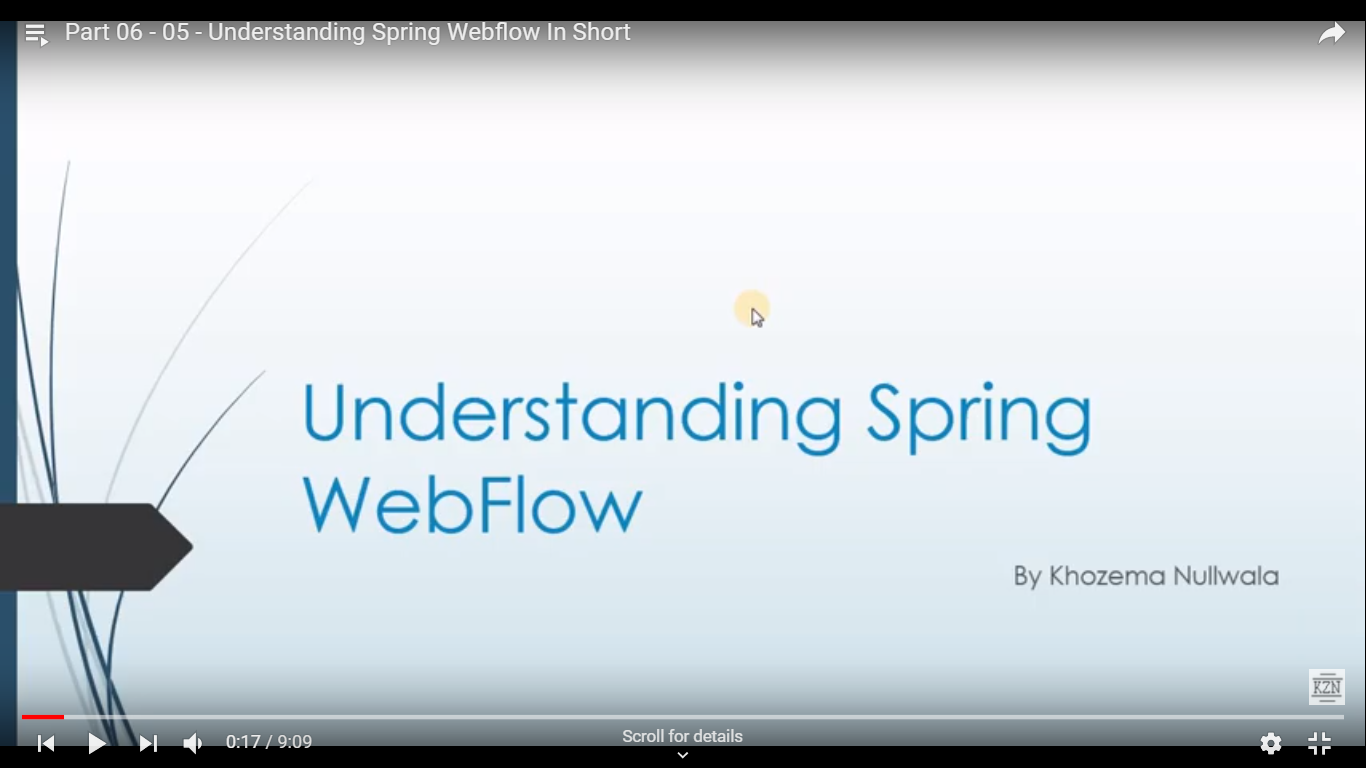 Part 06 - 05 - Understanding Spring Webflow In Short
Understanding Spring
WebFlow
By Khozema Nullwala
KZN
0:17 / 9:09
Scroll for details